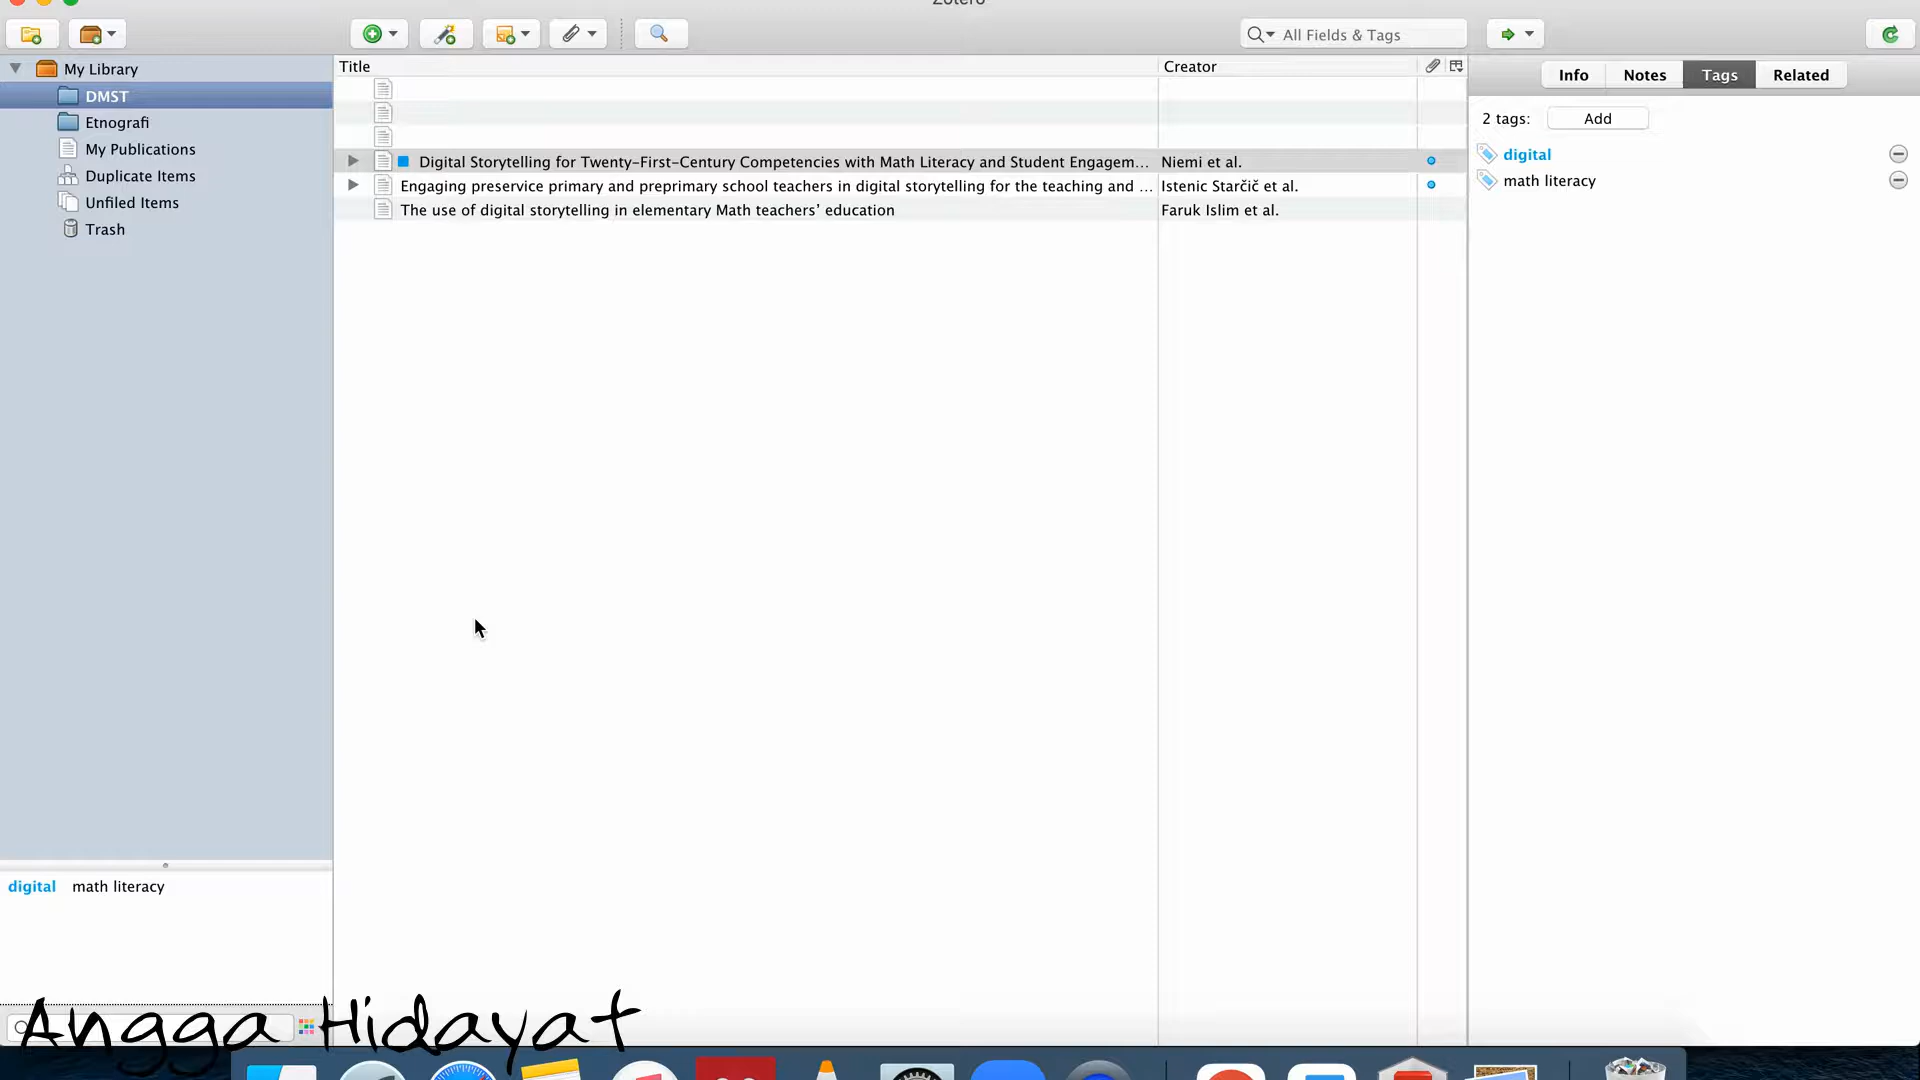 Zotero
All Fields & Tags
My Library
DMST
Etnografi
My Publications
Duplicate Items
Unfiled Items
Trash
Title
Creator
Digital Storytelling for Twenty-First-Century Competencies with Math Literacy and Student Engagem...
Niemi et al.
Engaging preservice primary and preprimary school teachers in digital storytelling for the teaching and ...
Istenic Starčič et al.
The use of digital storytelling in elementary Math teachers’ education
Faruk Islim et al.
Info
Notes
Tags
Related
2 tags:
Add
digital
math literacy
digital math literacy
Angga Hidayat